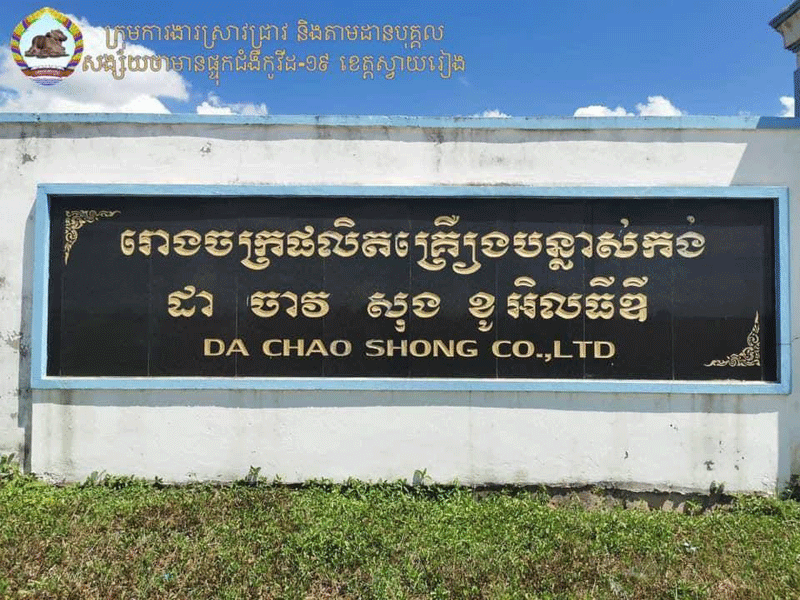 ក្រុមការងារស្រាវជ្រាវ និងតាមដានបុគ្គល
សង្ស័យថាមានផ្ទុកជំងឺកូវីដ-១៩ ខេត្តស្វាយរៀង
រោងចក្រផលិតគ្រឿងបន្លាស់កង់
ដា ចាវ សុង ខូ អិលធីឌី
DA CHAO SHONG CO.,LTD